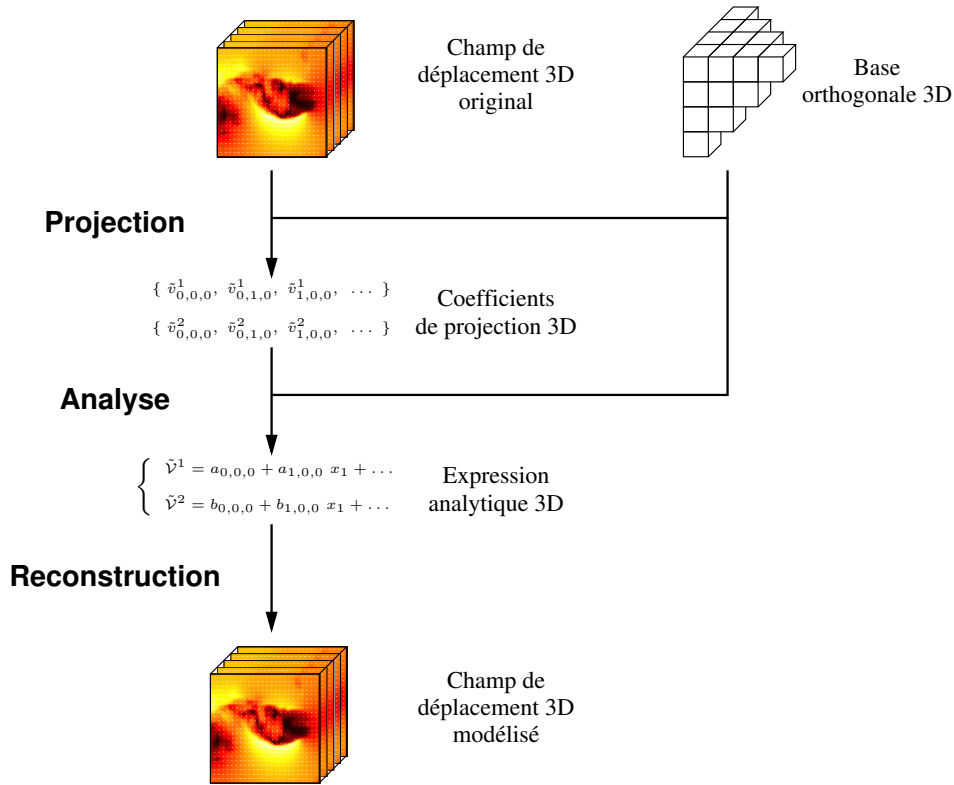 Champ de
déplacement 3D
original
Base
orthogonale 3D
Projection
{ ṽ¹₀,₀,₀, ṽ¹₀,₁,₀, ṽ¹₁,₀,₀, ... }
{ ṽ²₀,₀,₀, ṽ²₀,₁,₀, ṽ²₁,₀,₀, ... }
Coefficients
de projection 3D
Analyse
{ 𝒱̃¹ = a₀,₀,₀ + a₁,₀,₀ x₁ + ...
𝒱̃² = b₀,₀,₀ + b₁,₀,₀ x₁ + ...
Expression
analytique 3D
Reconstruction
Champ de
déplacement 3D
modélisé